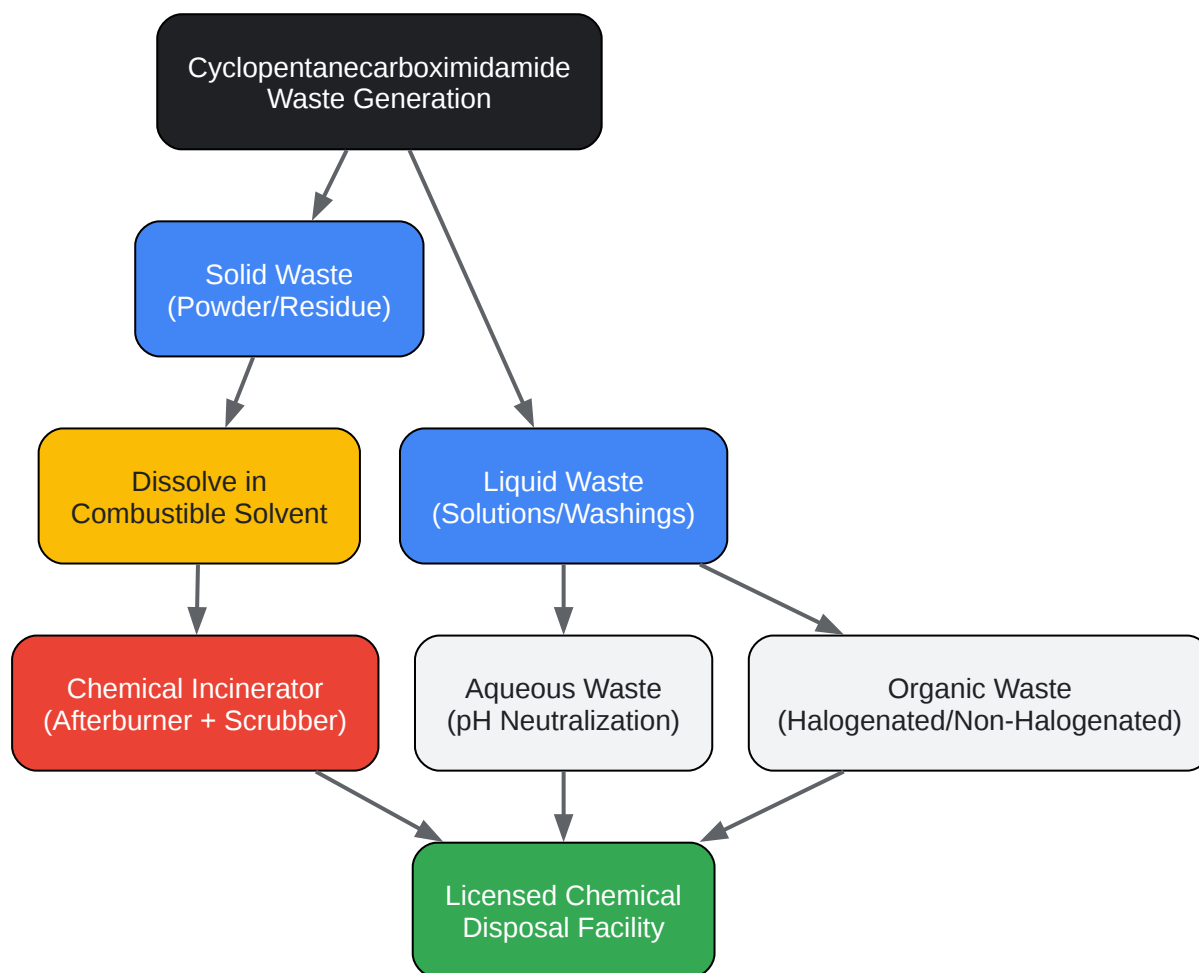 Cyclopentanecarboximidamide
Waste Generation
Solid Waste
(Powder/Residue)
Dissolve in
Combustible Solvent
Liquid Waste
(Solutions/Washings)
Chemical Incinerator
(Afterburner + Scrubber)
Aqueous Waste
(pH Neutralization)
Organic Waste
(Halogenated/Non-Halogenated)
Licensed Chemical
Disposal Facility